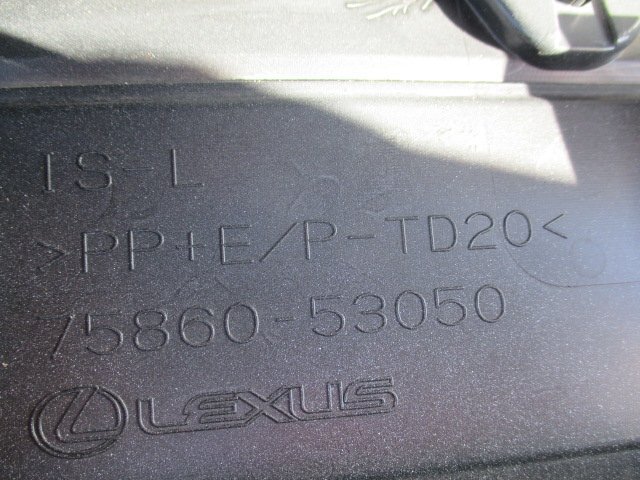 IS-L
>PP+E/P-TD20<
75860-53050
LEXUS